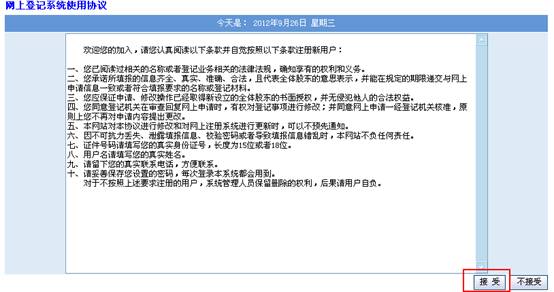 网上登记系统使用协议
今天是： 2012年9月26日 星期三
欢迎您的加入，请您认真阅读以下条款并自觉按照以下条款注册新用户：
一、您已阅读过相关的名称或者登记业务相关的法律法规，确知享有的权利和义务。
二、您承诺所填报的信息齐全、真实、准确、合法，且代表全体股东的意思表示，并能在规定的期限递交与网上
申请信息一致或者符合填报要求的名称或登记材料。
三、您应保证申请、修改操作已经取得新设立的全体股东的书面授权，并无侵犯他人的合法权益。
四、您同意登记机关在审查回复网上申请时，有权对登记事项进行修改；并同意网上申请一经登记机关核准，原
则上您不再对申请内容提出更改。
五、本网站对本协议进行修改和对网上注册系统进行更新时，可以不预先通知。
六、因不可抗力丢失、泄露填报信息、校验密码或者导致填报信息错乱时，本网站不负任何责任。
七、证件号码请填写您的真实身份证号，长度为15位或者18位。
八、用户名请填写您的真实姓名。
九、请留下您的真实联系电话，方便联系。
十、请妥善保存您设置的密码，每次登录本系统都会用到。
对于不按照上述要求注册的用户，系统管理人员保留删除的权利，后果请用户自负。
接 受 不接受